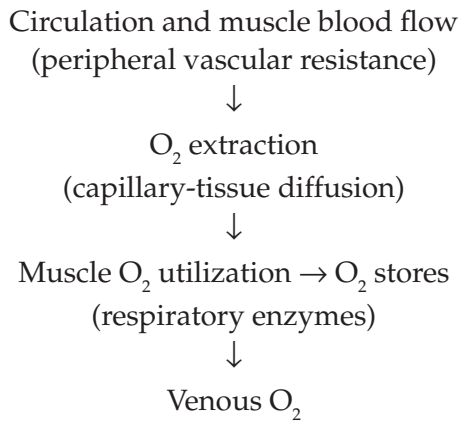 Circulation and muscle blood flow
(peripheral vascular resistance)
↓
O₂ extraction
(capillary-tissue diffusion)
↓
Muscle O₂ utilization → O₂ stores
(respiratory enzymes)
↓
Venous O₂